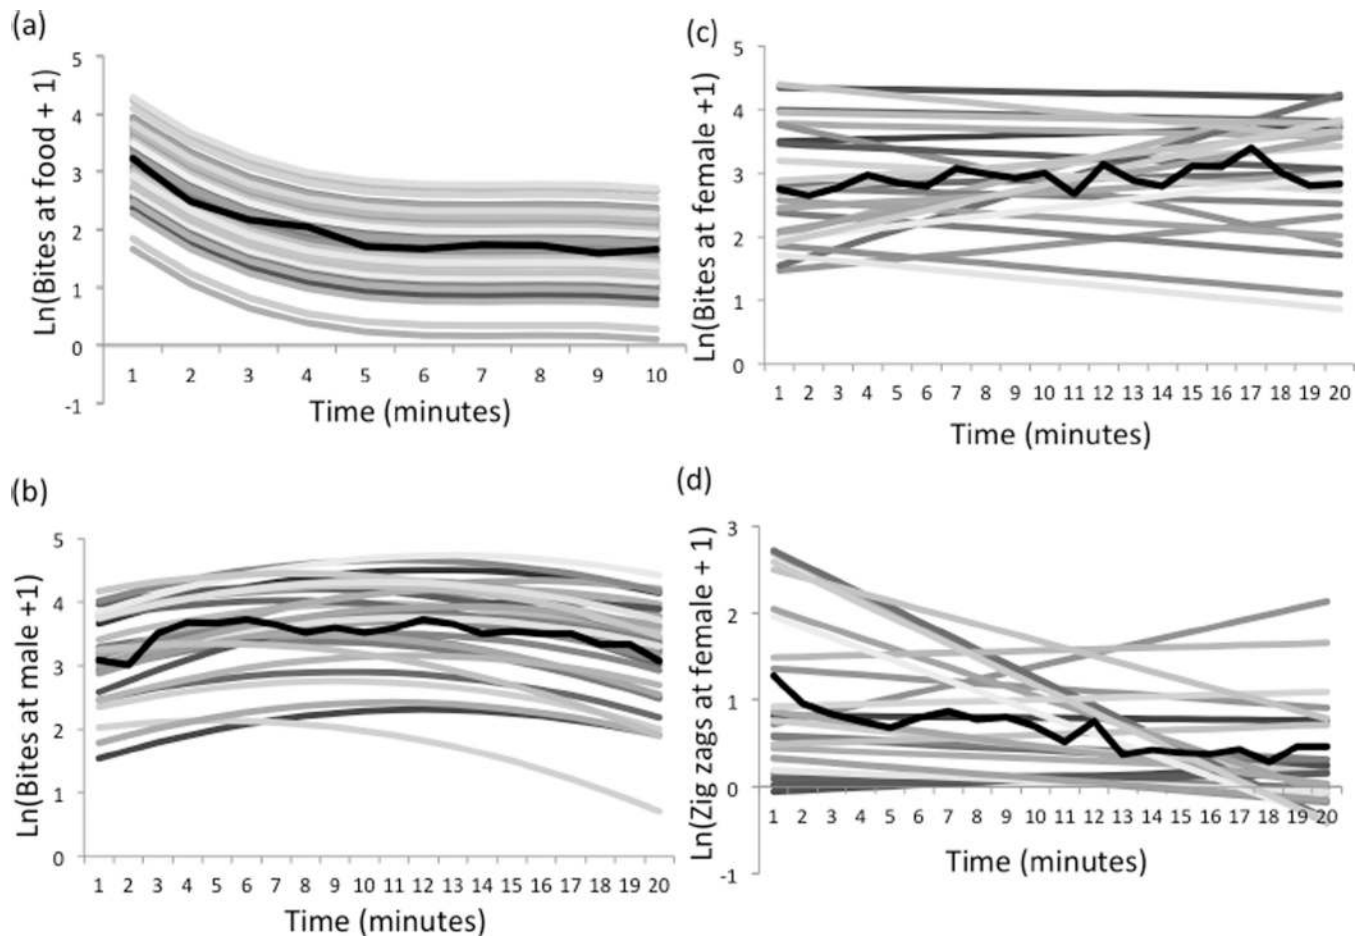 (a)
Ln(Bites at food + 1)
5
4
3
2
1
0
-1
1 2 3 4 5 6 7 8 9 10
Time (minutes)
(c)
Ln(Bites at female +1)
5
4
3
2
1
0
1 2 3 4 5 6 7 8 9 10 11 12 13 14 15 16 17 18 19 20
Time (minutes)
(b)
Ln(Bites at male +1)
5
4
3
2
1
0
1 2 3 4 5 6 7 8 9 10 11 12 13 14 15 16 17 18 19 20
Time (minutes)
(d)
Ln(Zig zags at female + 1)
3
2
1
0
-1
1 2 3 4 5 6 7 8 9 10 11 12 13 14 15 16 17 18 19 20
Time (minutes)